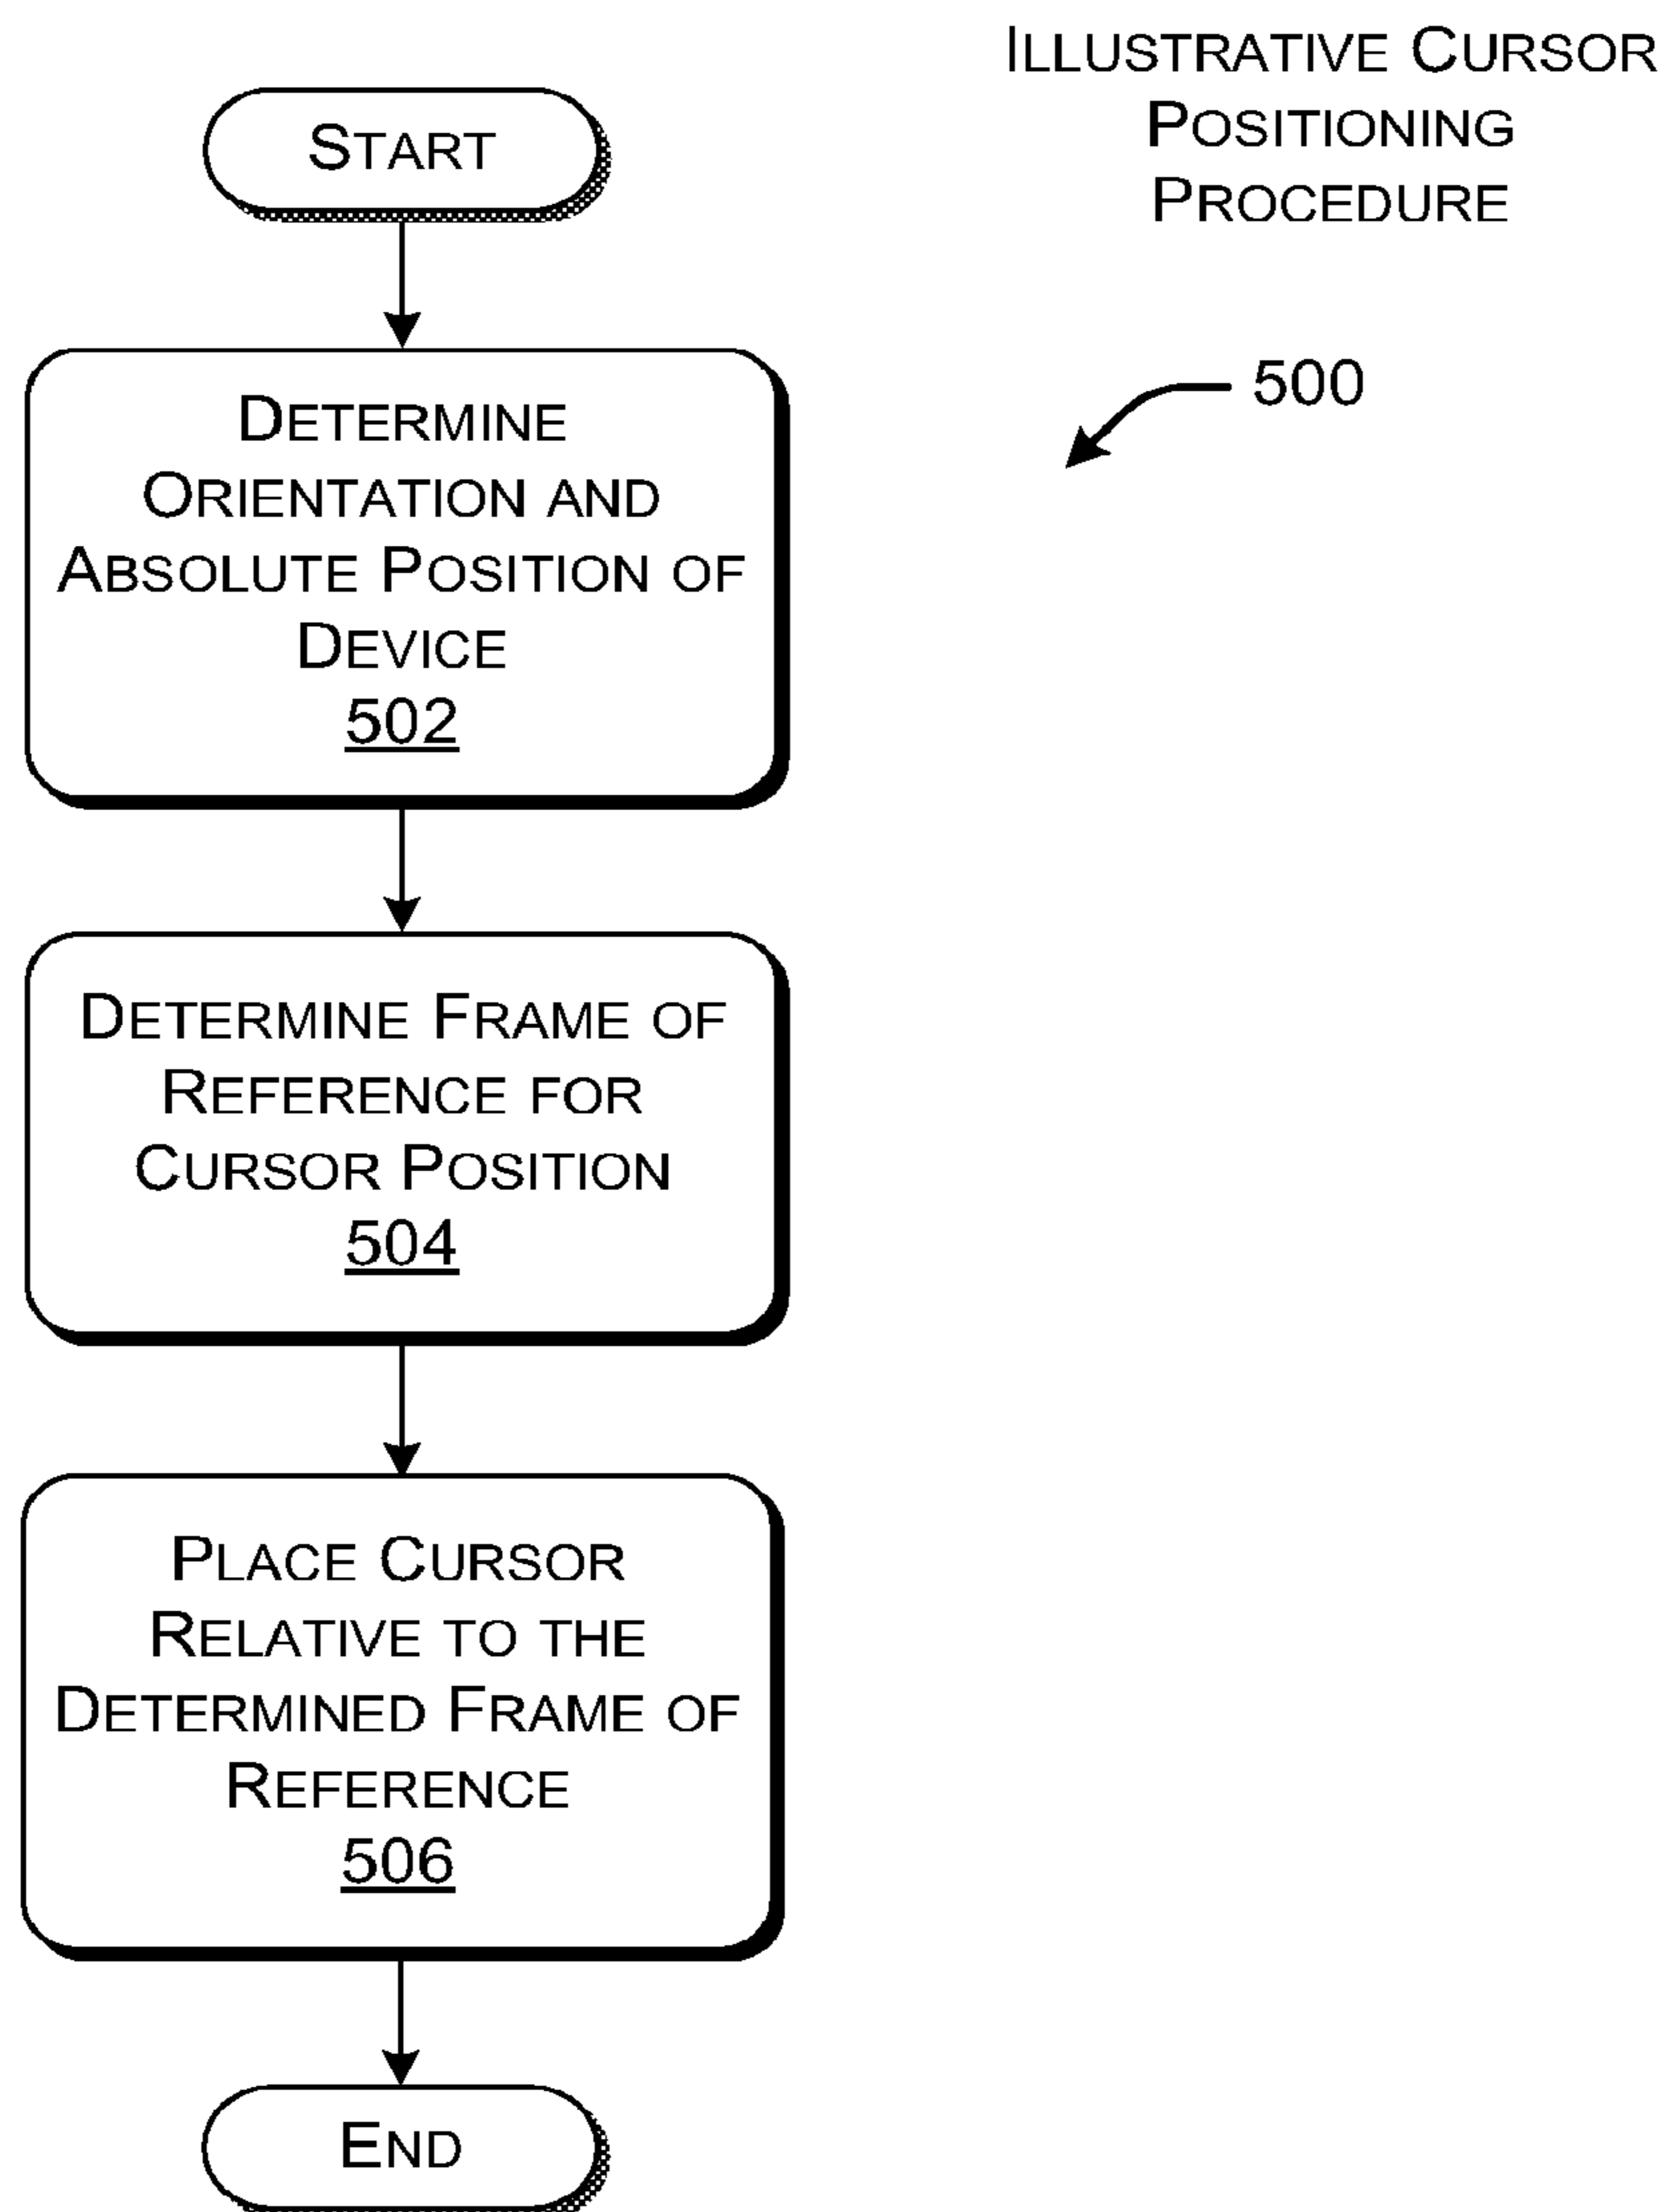 ILLUSTRATIVE CURSOR
POSITIONING
PROCEDURE
START
500
DETERMINE
ORIENTATION AND
ABSOLUTE POSITION OF
DEVICE
502
DETERMINE FRAME OF
REFERENCE FOR
CURSOR POSITION
504
PLACE CURSOR
RELATIVE TO THE
DETERMINED FRAME OF
REFERENCE
506
END